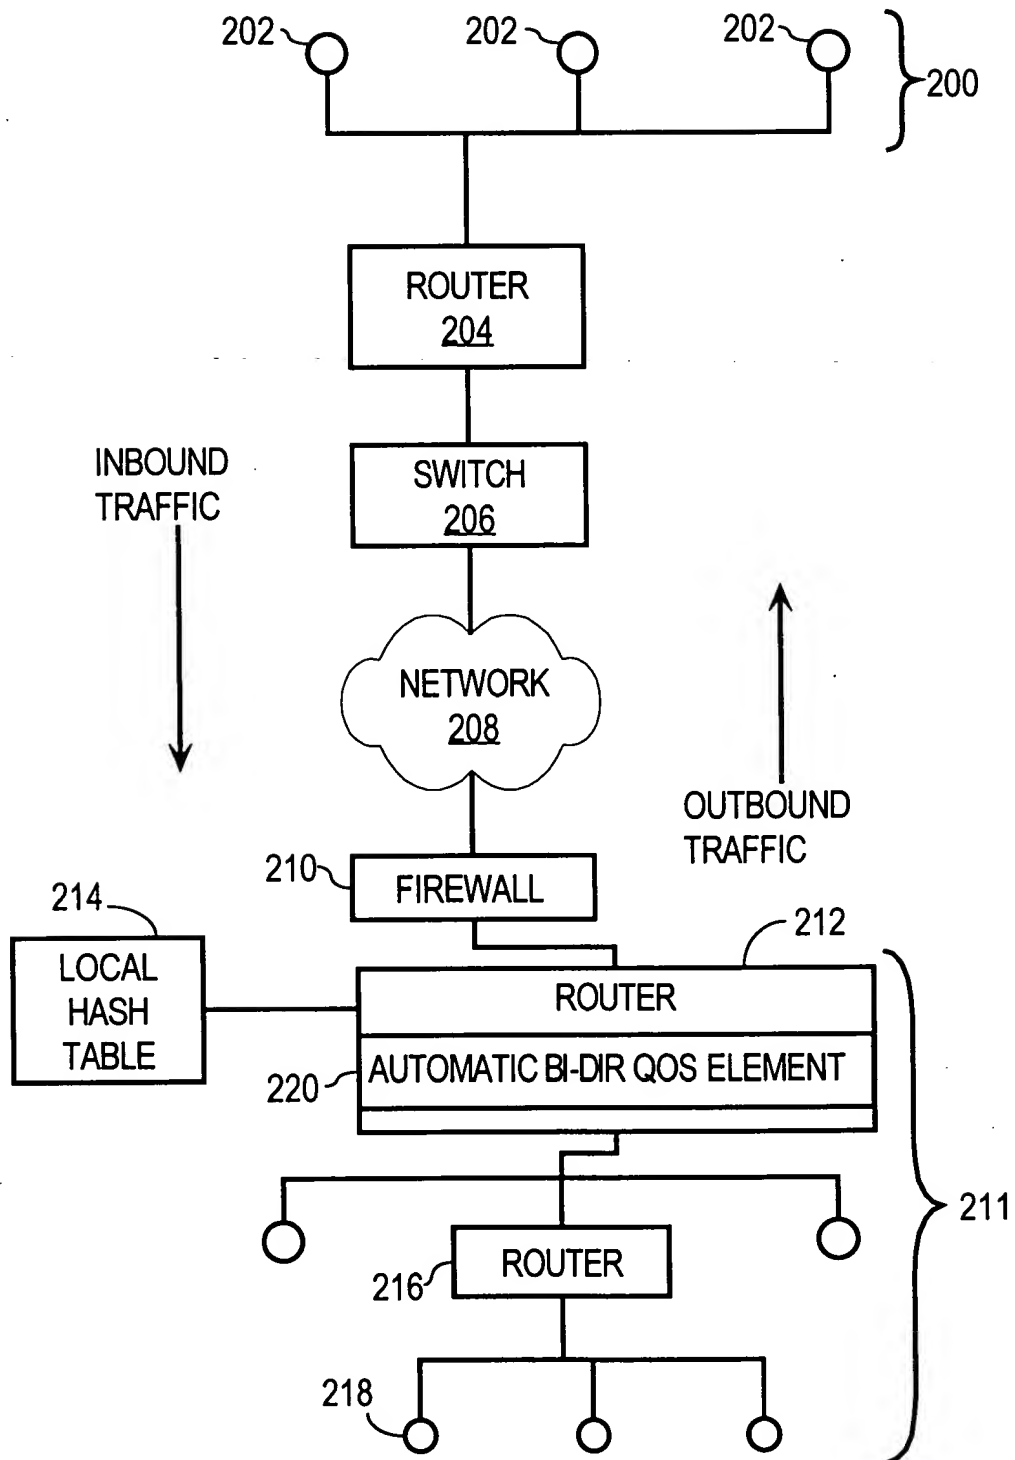 202
202
202
200
ROUTER
204
INBOUND
TRAFFIC
SWITCH
206
NETWORK
208
OUTBOUND
TRAFFIC
210
FIREWALL
214
212
LOCAL
HASH
TABLE
ROUTER
220
AUTOMATIC BI-DIR QOS ELEMENT
211
ROUTER
216
218